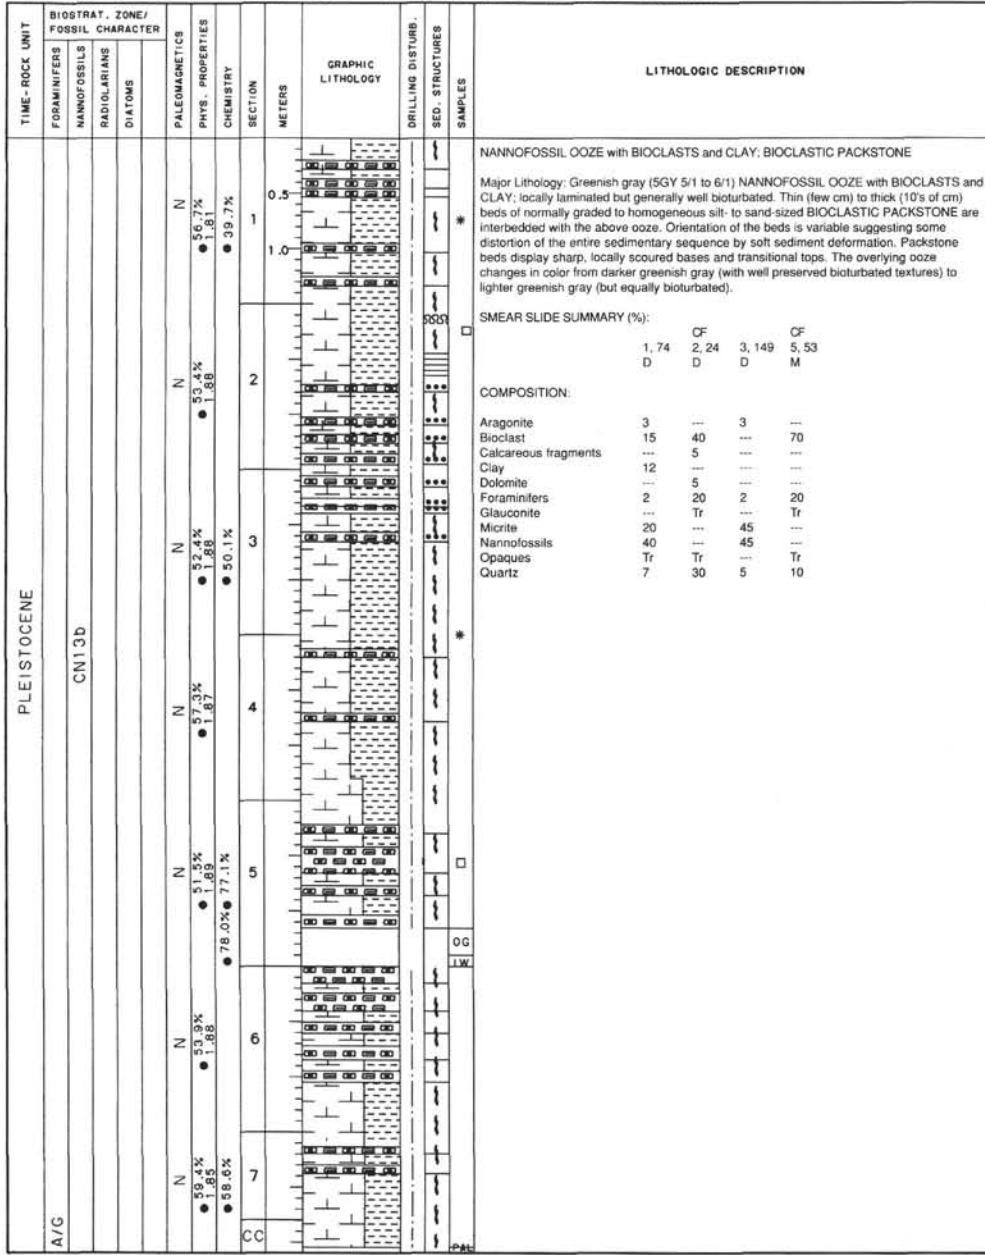 TIME-ROCK UNIT
BIOSTRAT. ZONE/
FOSSIL CHARACTER
FORAMINIFERS
NANNOFOSSILS
RADIOLARIANS
DIATOMS
PALEOMAGNETICS
PHYS. PROPERTIES
CHEMISTRY
SECTION
METERS
GRAPHIC
LITHOLOGY
DRILLING DISTURB.
SED. STRUCTURES
SAMPLES
LITHOLOGIC DESCRIPTION
PLEISTOCENE
A/G
CN13b
N
56.7%
1.81
39.7%
1
0.5
1.0
*
N
53.4%
1.88
2
N
52.4%
1.88
50.1%
3
*
N
57.3%
1.87
4
N
51.5%
1.89
77.1%
78.0%
5
OG
I.W.
N
53.9%
1.88
6
N
59.4%
1.85
58.6%
7
CC
PAL
NANNOFOSSIL OOZE with BIOCLASTS and CLAY; BIOCLASTIC PACKSTONE
Major Lithology: Greenish gray (5GY 5/1 to 6/1) NANNOFOSSIL OOZE with BIOCLASTS and
CLAY; locally laminated but generally well bioturbated. Thin (few cm) to thick (10's of cm)
beds of normally graded to homogeneous silt- to sand-sized BIOCLASTIC PACKSTONE are
interbedded with the above ooze. Orientation of the beds is variable suggesting some
distortion of the entire sedimentary sequence by soft sediment deformation. Packstone
beds display sharp, locally scoured bases and transitional tops. The overlying ooze
changes in color from darker greenish gray (with well preserved bioturbated textures) to
lighter greenish gray (but equally bioturbated).
SMEAR SLIDE SUMMARY (%):
CF CF
1, 74 2, 24 3, 149 5, 53
D D D M
COMPOSITION:
Aragonite 3 --- 3 ---
Bioclast 15 40 --- 70
Calcareous fragments --- 5 --- ---
Clay 12 --- --- ---
Dolomite --- 5 --- ---
Foraminifers 2 20 2 20
Glauconite --- Tr --- Tr
Micrite 20 --- 45 ---
Nannofossils 40 --- 45 ---
Opaques Tr Tr --- Tr
Quartz 7 30 5 10